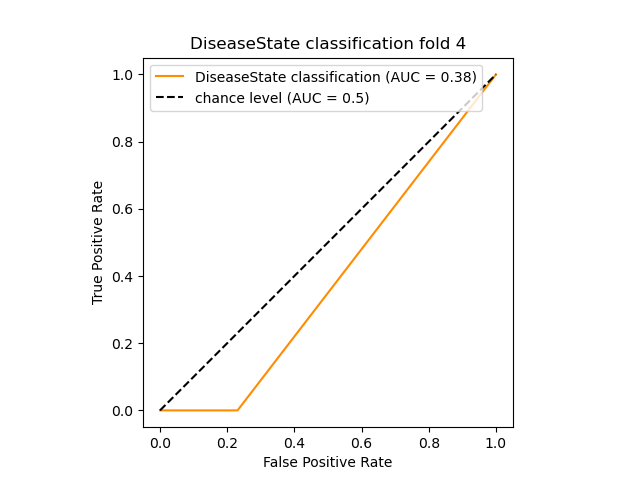 DiseaseState classification fold 4
DiseaseState classification (AUC = 0.38)
chance level (AUC = 0.5)
True Positive Rate
1.0
0.8
0.6
0.4
0.2
0.0
0.0 0.2 0.4 0.6 0.8 1.0
False Positive Rate